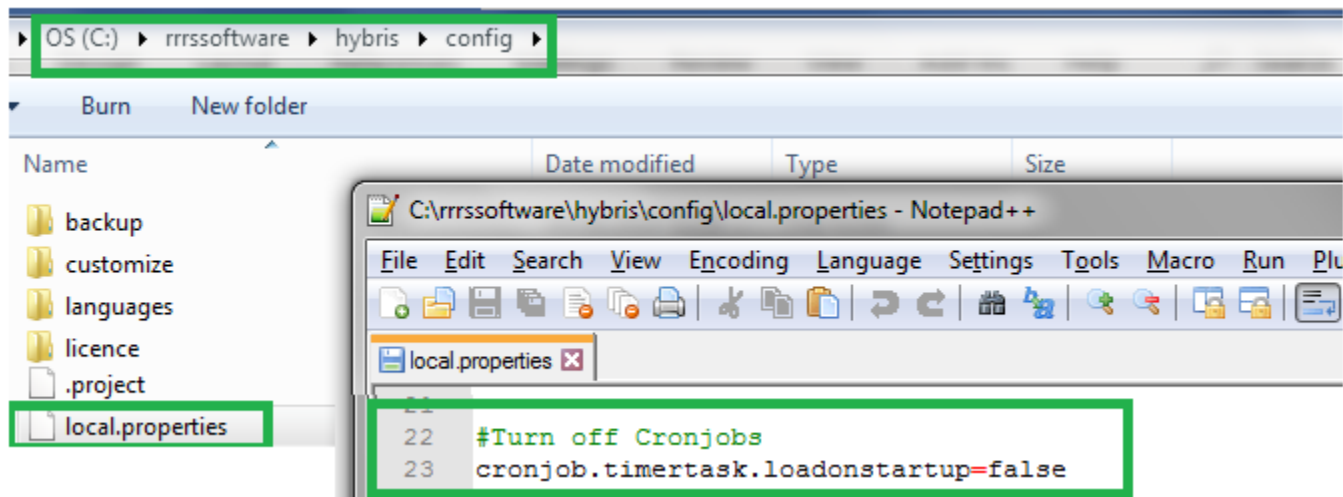 OS (C:) rrrssoftware hybris config
Burn New folder
Name Date modified Type Size
backup
customize
languages
licence
.project
local.properties
C:\rrrssoftware\hybris\config\local.properties - Notepad++
File Edit Search View Encoding Language Settings Tools Macro Run Plu
local.properties
22 #Turn off Cronjobs
23 cronjob.timertask.loadonstartup=false